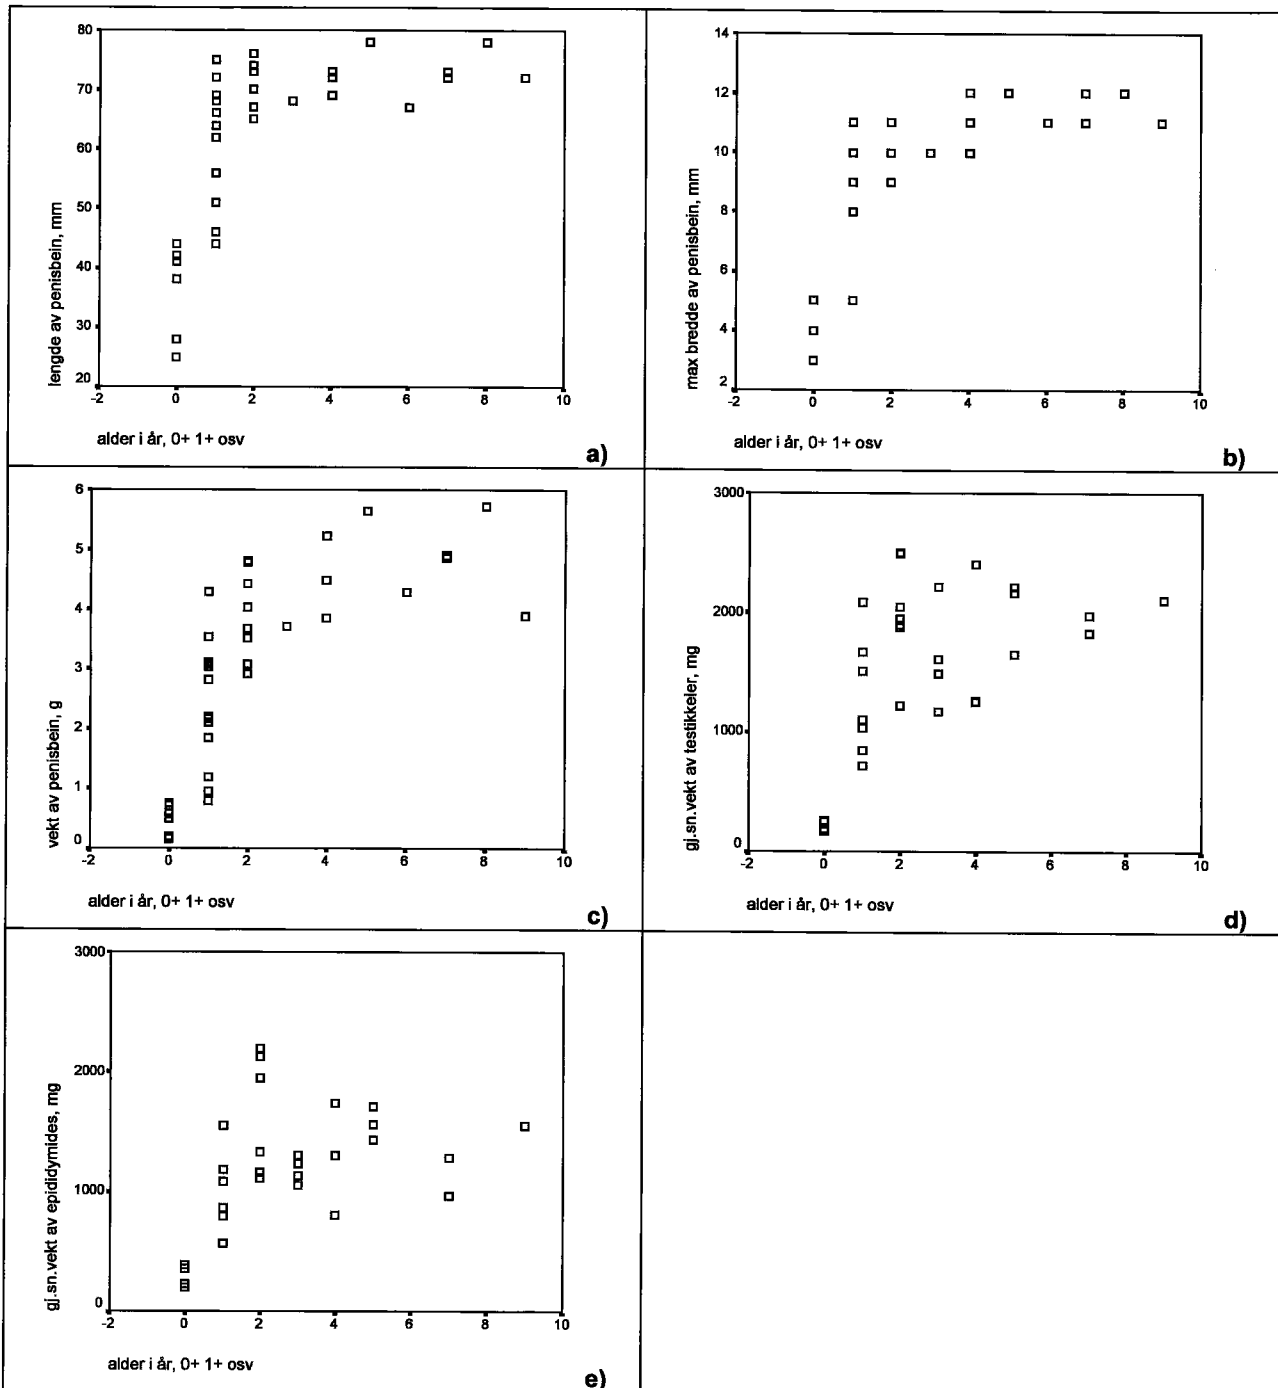 80
70
60
50
40
30
20
lengde av penisbein, mm
-2 0 2 4 6 8 10
alder i år, 0+ 1+ osv
a)
14
12
10
8
6
4
2
max bredde av penisbein, mm
-2 0 2 4 6 8 10
alder i år, 0+ 1+ osv
b)
6
5
4
3
2
1
0
vekt av penisbein, g
-2 0 2 4 6 8 10
alder i år, 0+ 1+ osv
c)
3000
2000
1000
0
gj.sn.vekt av testikkeler, mg
-2 0 2 4 6 8 10
alder i år, 0+ 1+ osv
d)
3000
2000
1000
0
gj.sn.vekt av epididymides, mg
-2 0 2 4 6 8 10
alder i år, 0+ 1+ osv
e)